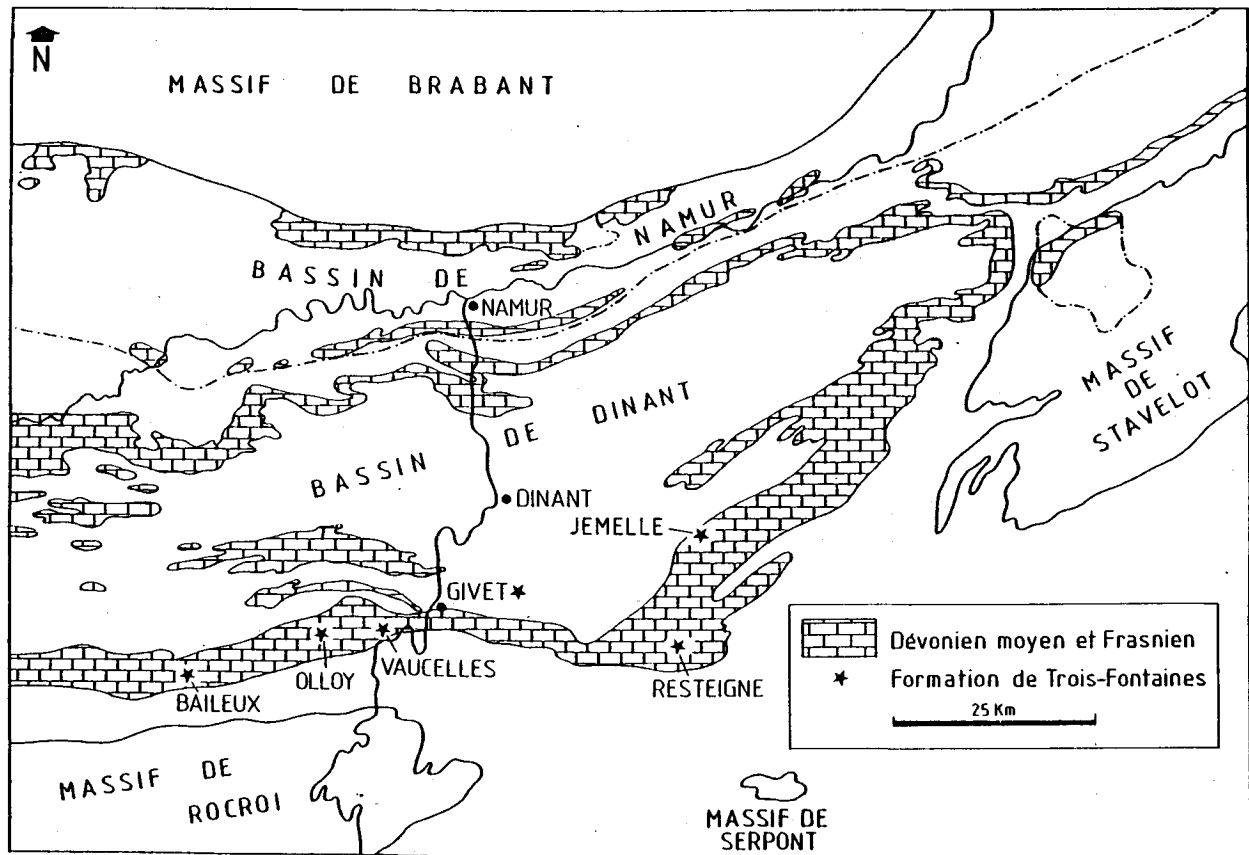 N
MASSIF DE BRABANT
BASSIN DE NAMUR
NAMUR
BASSIN DE DINANT
DINANT
JEMELLE
MASSIF DE STAVELOT
GIVET
VAUCELLES
OLLOY
BAILEUX
RESTEIGNE
Dévonien moyen et Frasnien
Formation de Trois-Fontaines
25 Km
MASSIF DE
ROCROI
MASSIF DE
SERPONT